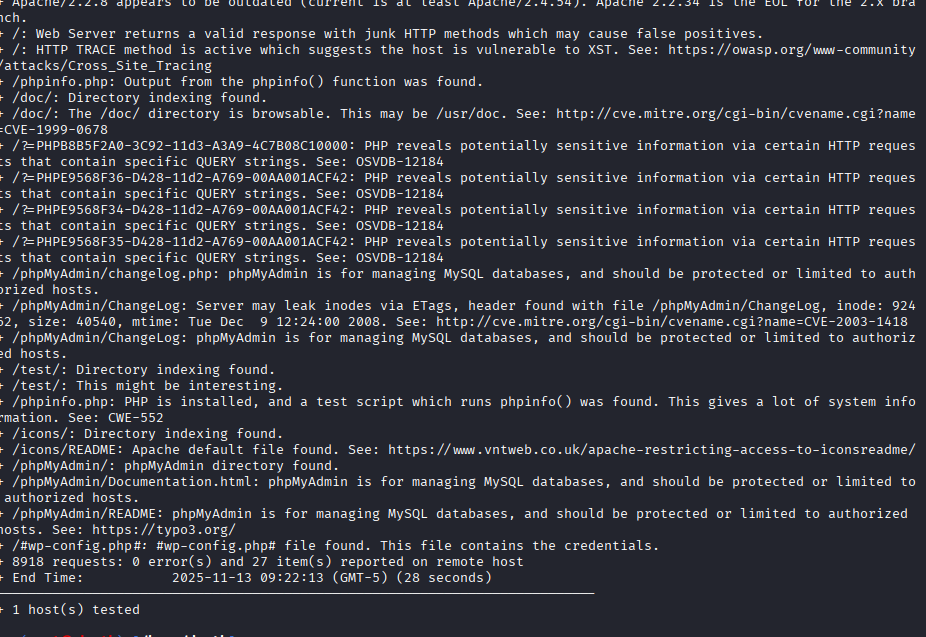 + Apache/2.2.8 appears to be outdated (current is at least Apache/2.4.54). Apache 2.2.34 is the EOL for the 2.x bra
nch.
+ /: Web Server returns a valid response with junk HTTP methods which may cause false positives.
+ /: HTTP TRACE method is active which suggests the host is vulnerable to XST. See: https://owasp.org/www-community
/attacks/Cross_Site_Tracing
+ /phpinfo.php: Output from the phpinfo() function was found.
+ /doc/: Directory indexing found.
+ /doc/: The /doc/ directory is browsable. This may be /usr/doc. See: http://cve.mitre.org/cgi-bin/cvename.cgi?name
=CVE-1999-0678
+ /?=PHPB8B5F2A0-3C92-11d3-A3A9-4C7B08C10000: PHP reveals potentially sensitive information via certain HTTP reques
ts that contain specific QUERY strings. See: OSVDB-12184
+ /?=PHPE9568F36-D428-11d2-A769-00AA001ACF42: PHP reveals potentially sensitive information via certain HTTP reques
ts that contain specific QUERY strings. See: OSVDB-12184
+ /?=PHPE9568F34-D428-11d2-A769-00AA001ACF42: PHP reveals potentially sensitive information via certain HTTP reques
ts that contain specific QUERY strings. See: OSVDB-12184
+ /?=PHPE9568F35-D428-11d2-A769-00AA001ACF42: PHP reveals potentially sensitive information via certain HTTP reques
ts that contain specific QUERY strings. See: OSVDB-12184
+ /phpMyAdmin/changelog.php: phpMyAdmin is for managing MySQL databases, and should be protected or limited to auth
orized hosts.
+ /phpMyAdmin/ChangeLog: Server may leak inodes via ETags, header found with file /phpMyAdmin/ChangeLog, inode: 924
62, size: 40540, mtime: Tue Dec  9 12:24:00 2008. See: http://cve.mitre.org/cgi-bin/cvename.cgi?name=CVE-2003-1418
+ /phpMyAdmin/ChangeLog: phpMyAdmin is for managing MySQL databases, and should be protected or limited to authoriz
ed hosts.
+ /test/: Directory indexing found.
+ /test/: This might be interesting.
+ /phpinfo.php: PHP is installed, and a test script which runs phpinfo() was found. This gives a lot of system info
rmation. See: CWE-552
+ /icons/: Directory indexing found.
+ /icons/README: Apache default file found. See: https://www.vntweb.co.uk/apache-restricting-access-to-iconsreadme/
+ /phpMyAdmin/: phpMyAdmin directory found.
+ /phpMyAdmin/Documentation.html: phpMyAdmin is for managing MySQL databases, and should be protected or limited to
 authorized hosts.
+ /phpMyAdmin/README: phpMyAdmin is for managing MySQL databases, and should be protected or limited to authorized
hosts. See: https://typo3.org/
+ /#wp-config.php#: #wp-config.php# file found. This file contains the credentials.
+ 8918 requests: 0 error(s) and 27 item(s) reported on remote host
+ End Time:           2025-11-13 09:22:13 (GMT-5) (28 seconds)
+ 1 host(s) tested